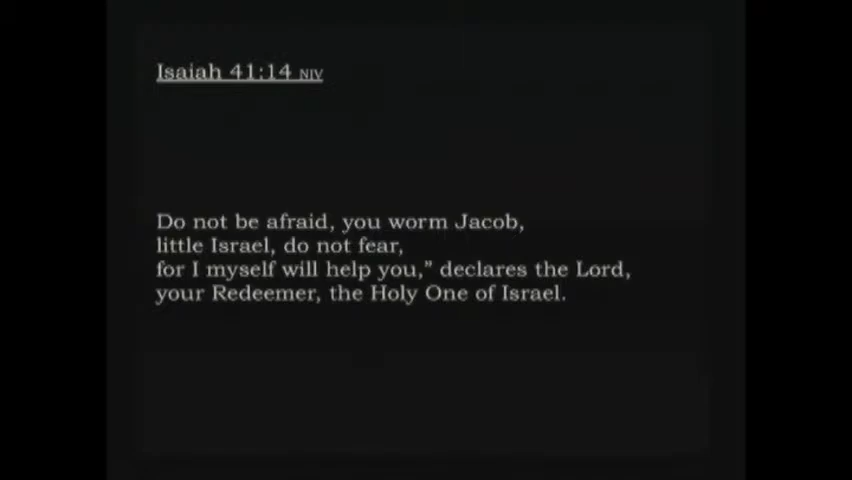 Isaiah 41:14 NIV
Do not be afraid, you worm Jacob,
little Israel, do not fear,
for I myself will help you,” declares the Lord,
your Redeemer, the Holy One of Israel.